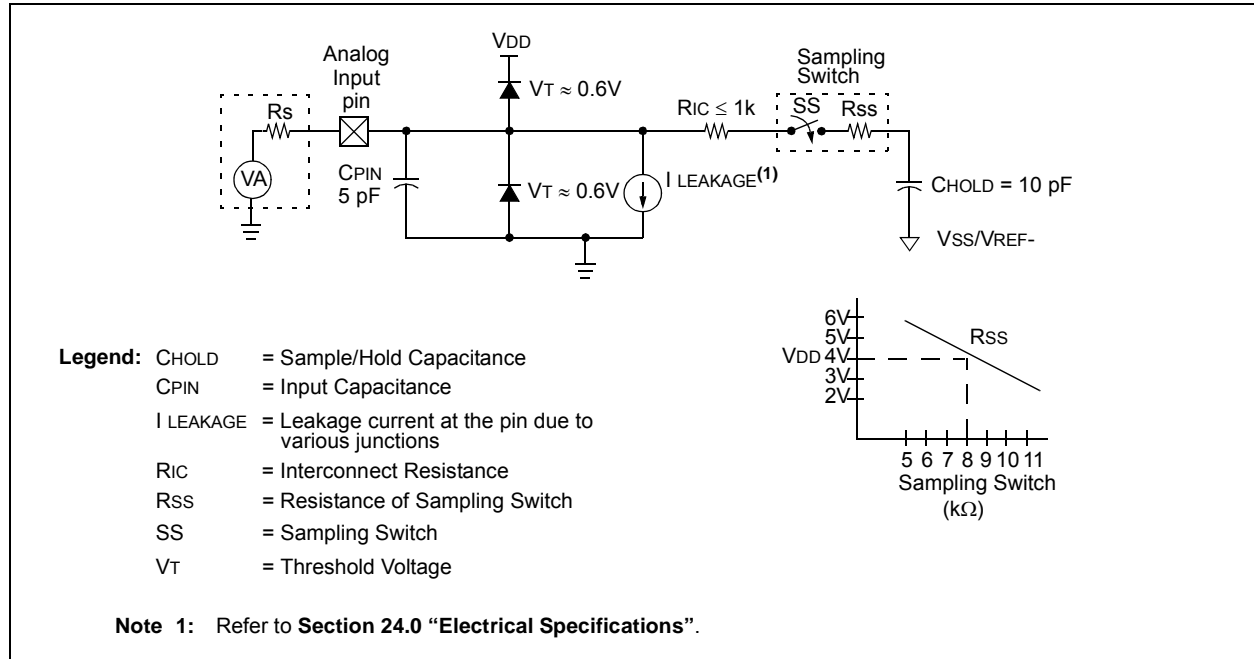 VDD
Analog
Input
pin
Sampling
Switch
VT ≈ 0.6V
Rs
RIC ≤ 1k
SS
Rss
VA
CPIN
5 pF
VT ≈ 0.6V
I LEAKAGE(1)
CHOLD = 10 pF
VSS/VREF-
6V
5V
VDD 4V
3V
2V
RSS
5 6 7 8 9 10 11
Sampling Switch
(kΩ)
Legend: CHOLD = Sample/Hold Capacitance
CPIN = Input Capacitance
I LEAKAGE = Leakage current at the pin due to
various junctions
RIC = Interconnect Resistance
RSS = Resistance of Sampling Switch
SS = Sampling Switch
VT = Threshold Voltage
Note 1: Refer to Section 24.0 “Electrical Specifications”.